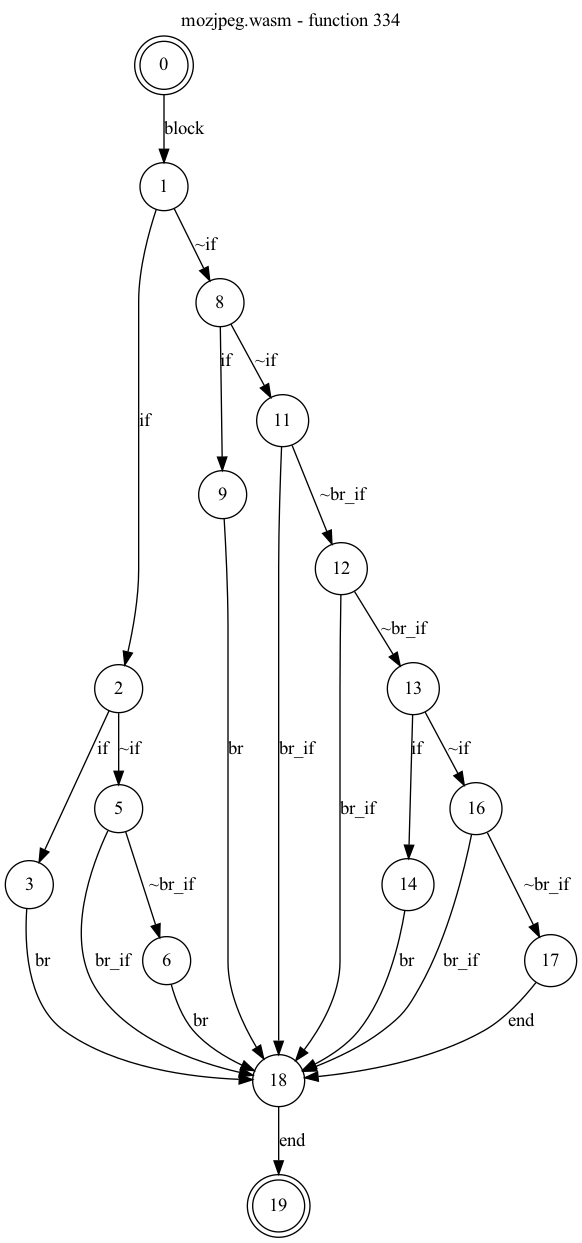 mozjpeg.wasm - function 334
0
block
1
~if
8
if
~if
if
11
9
~br_if
12
~br_if
2
13
if
~if
br
br_if
if
~if
5
br_if
16
3
~br_if
14
~br_if
br
br_if
6
br
br_if
17
br
end
18
end
19